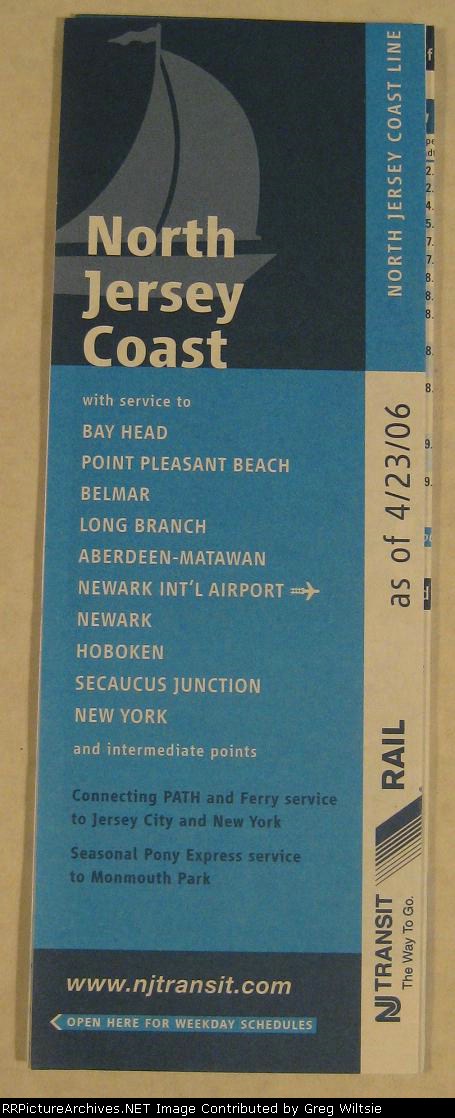 North
Jersey
Coast
NORTH JERSEY COAST LINE
with service to
BAY HEAD
POINT PLEASANT BEACH
BELMAR
LONG BRANCH
ABERDEEN-MATAWAN
NEWARK INT'L AIRPORT
NEWARK
HOBOKEN
SECAUCUS JUNCTION
NEW YORK
and intermediate points
Connecting PATH and Ferry service
to Jersey City and New York
Seasonal Pony Express service
to Monmouth Park
www.njtransit.com
OPEN HERE FOR WEEKDAY SCHEDULES
as of 4/23/06
RAIL
NJ TRANSIT
The Way To Go.
RRPictureArchives.NET Image Contributed by Greg Wiltsie